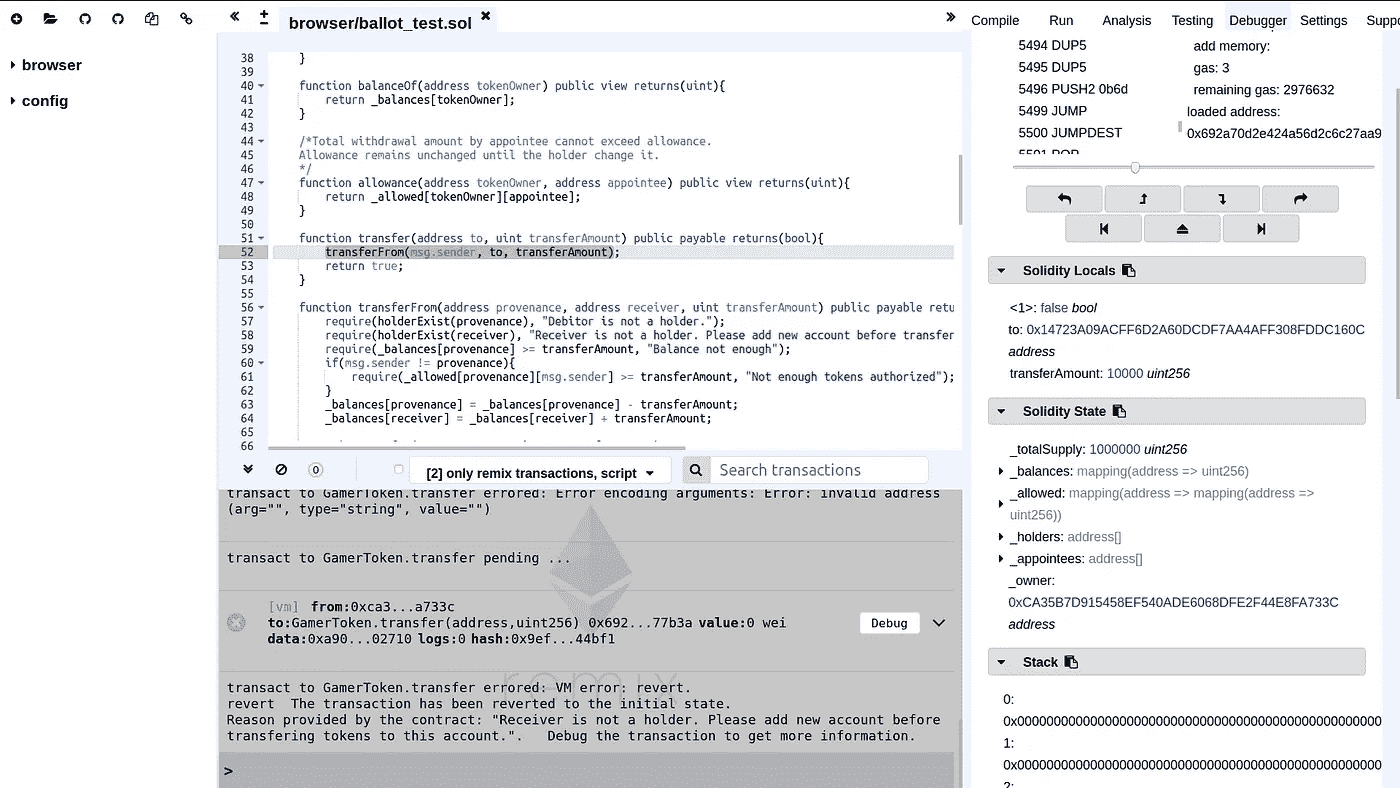 browser/ballot_test.sol
Compile Run Analysis Testing Debugger Settings Suppo
browser
config
38 }
39
40 function balanceOf(address tokenOwner) public view returns(uint){
41 return _balances[tokenOwner];
42 }
43
44 /*Total withdrawal amount by appointee cannot exceed allowance.
45 Allowance remains unchanged until the holder change it.
46 */
47 function allowance(address tokenOwner, address appointee) public view returns(uint){
48 return _allowed[tokenOwner][appointee];
49 }
50
51 function transfer(address to, uint transferAmount) public payable returns(bool){
52 transferFrom(msg.sender, to, transferAmount);
53 return true;
54 }
55
56 function transferFrom(address provenance, address receiver, uint transferAmount) public payable retu
57 require(holderExist(provenance), "Debitor is not a holder.");
58 require(holderExist(receiver), "Receiver is not a holder. Please add new account before transfer
59 require(_balances[provenance] >= transferAmount, "Balance not enough");
60 if(msg.sender != provenance){
61 require(_allowed[provenance][msg.sender] >= transferAmount, "Not enough tokens authorized");
62 }
63 _balances[provenance] = _balances[provenance] - transferAmount;
64 _balances[receiver] = _balances[receiver] + transferAmount;
65
66
0
[2] only remix transactions, script
Search transactions
transact to GamerToken.transfer errored: Error encoding arguments: Error: invalid address
(arg="", type="string", value="")
transact to GamerToken.transfer pending ...
[vm] from:0xca3...a733c
to:GamerToken.transfer(address,uint256) 0x692...77b3a value:0 wei
data:0xa90...02710 logs:0 hash:0x9ef...44bf1
Debug
remix
transact to GamerToken.transfer errored: VM error: revert.
revert The transaction has been reverted to the initial state.
Reason provided by the contract: "Receiver is not a holder. Please add new account before
transfering tokens to this account.". Debug the transaction to get more information.
>
5494 DUP5
5495 DUP5
5496 PUSH2 0b6d
5499 JUMP
5500 JUMPDEST
5501 POP
add memory:
gas: 3
remaining gas: 2976632
loaded address:
0x692a70d2e424a56d2c6c27aa9
Solidity Locals
<1>: false bool
to: 0x14723A09ACFF6D2A60DCDF7AA4AFF308FDDC160C
address
transferAmount: 10000 uint256
Solidity State
_totalSupply: 1000000 uint256
_balances: mapping(address => uint256)
_allowed: mapping(address => mapping(address =>
uint256))
_holders: address[]
_appointees: address[]
_owner:
0xCA35B7D915458EF540ADE6068DFE2F44E8FA733C
address
Stack
0:
0x00000000000000000000000000000000000000000000
1:
0x00000000000000000000000000000000000000000000
2: